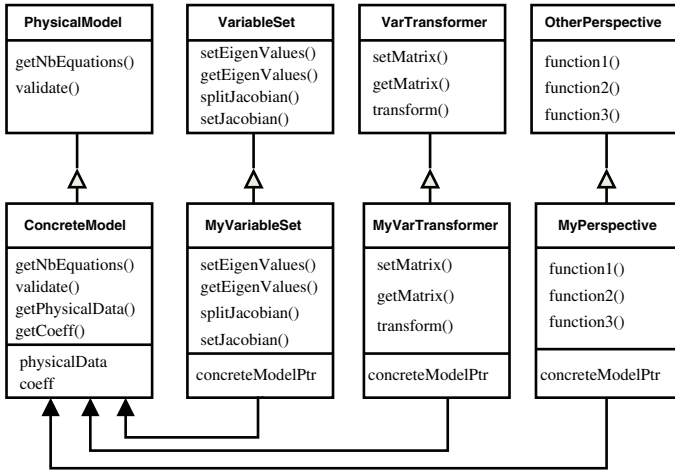 PhysicalModel
getNbEquations()
validate()
VariableSet
setEigenValues()
getEigenValues()
splitJacobian()
setJacobian()
VarTransformer
setMatrix()
getMatrix()
transform()
OtherPerspective
function1()
function2()
function3()
ConcreteModel
getNbEquations()
validate()
getPhysicalData()
getCoeff()
physicalData
coeff
MyVariableSet
setEigenValues()
getEigenValues()
splitJacobian()
setJacobian()
concreteModelPtr
MyVarTransformer
setMatrix()
getMatrix()
transform()
concreteModelPtr
MyPerspective
function1()
function2()
function3()
concreteModelPtr